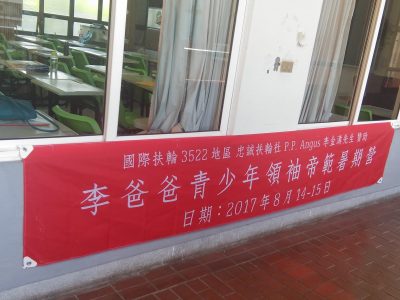 國際扶輪 3522 地區 忠誠扶輪社 P.P. Angus 李金满先生 贊助
李爸爸青少年領袖帝範暑期營
日期：2017 年 8 月 14-15 日